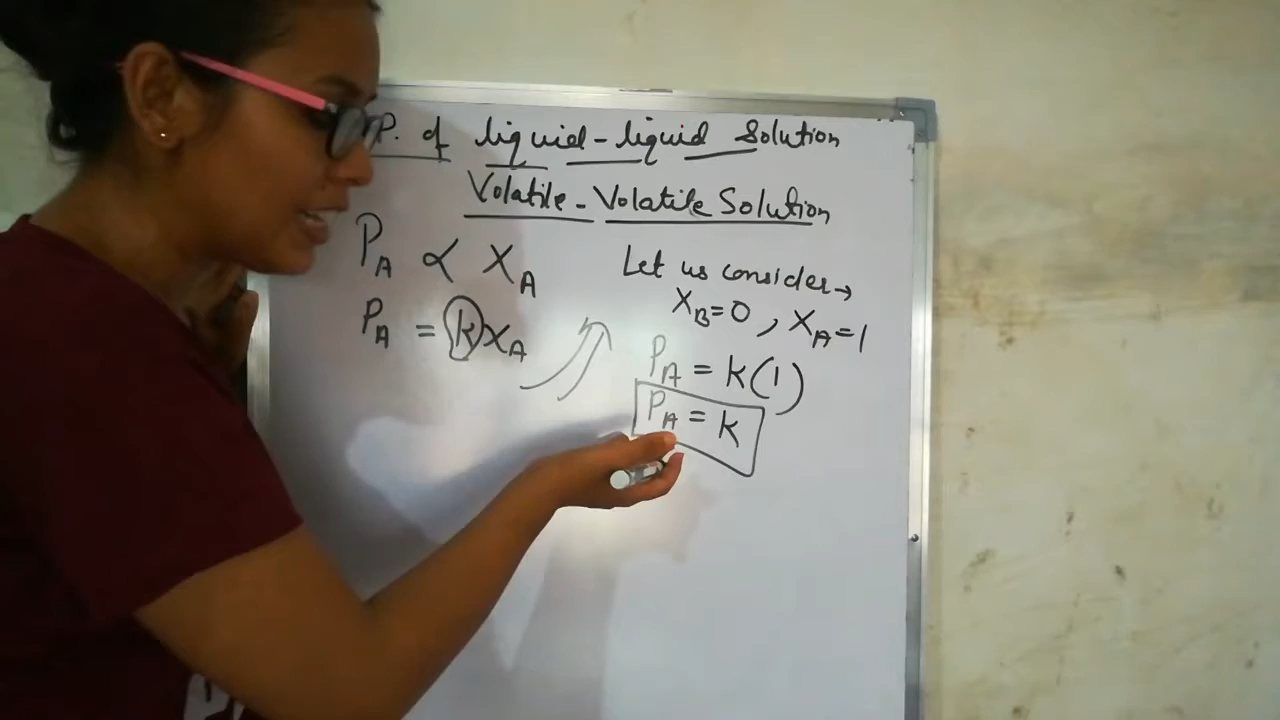 P. of liquid-liquid Solution
Volatile - Volatile Solution
P_A ∝ X_A
P_A = k X_A
Let us consider →
X_B = 0 , X_A = 1
P_A = k(1)
P_A = k